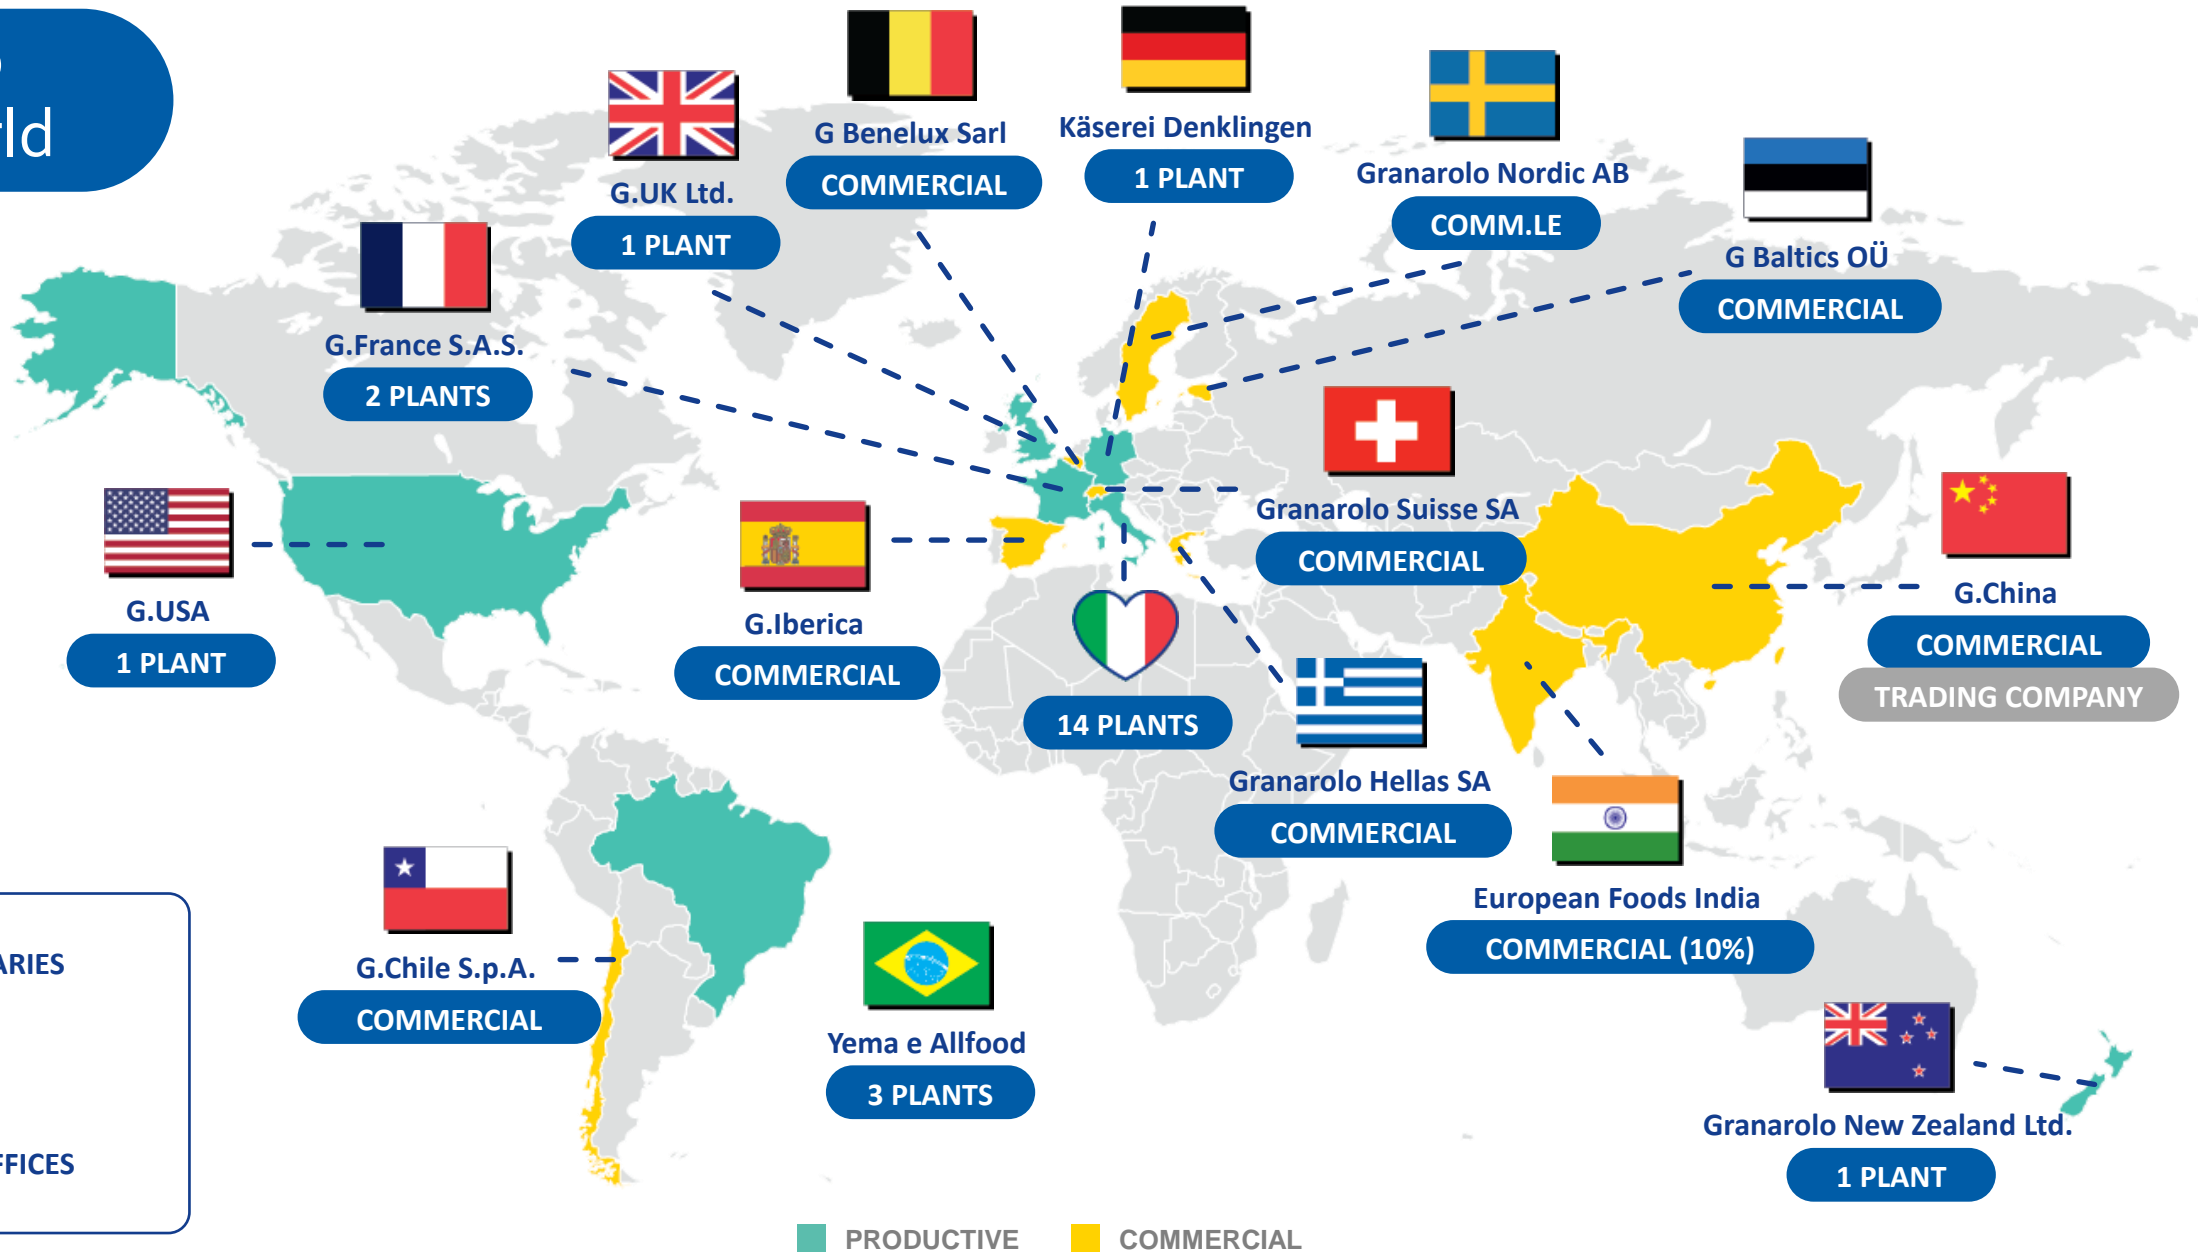 G Benelux Sarl
COMMERCIAL
Käserei Denklingen
1 PLANT
G.UK Ltd.
1 PLANT
Granarolo Nordic AB
COMM.LE
G Baltics OÜ
COMMERCIAL
G.France S.A.S.
2 PLANTS
Granarolo Suisse SA
COMMERCIAL
G.USA
1 PLANT
G.Iberica
COMMERCIAL
14 PLANTS
G.China
COMMERCIAL
TRADING COMPANY
Granarolo Hellas SA
COMMERCIAL
European Foods India
COMMERCIAL (10%)
G.Chile S.p.A.
COMMERCIAL
Yema e Allfood
3 PLANTS
Granarolo New Zealand Ltd.
1 PLANT
PRODUCTIVE
COMMERCIAL